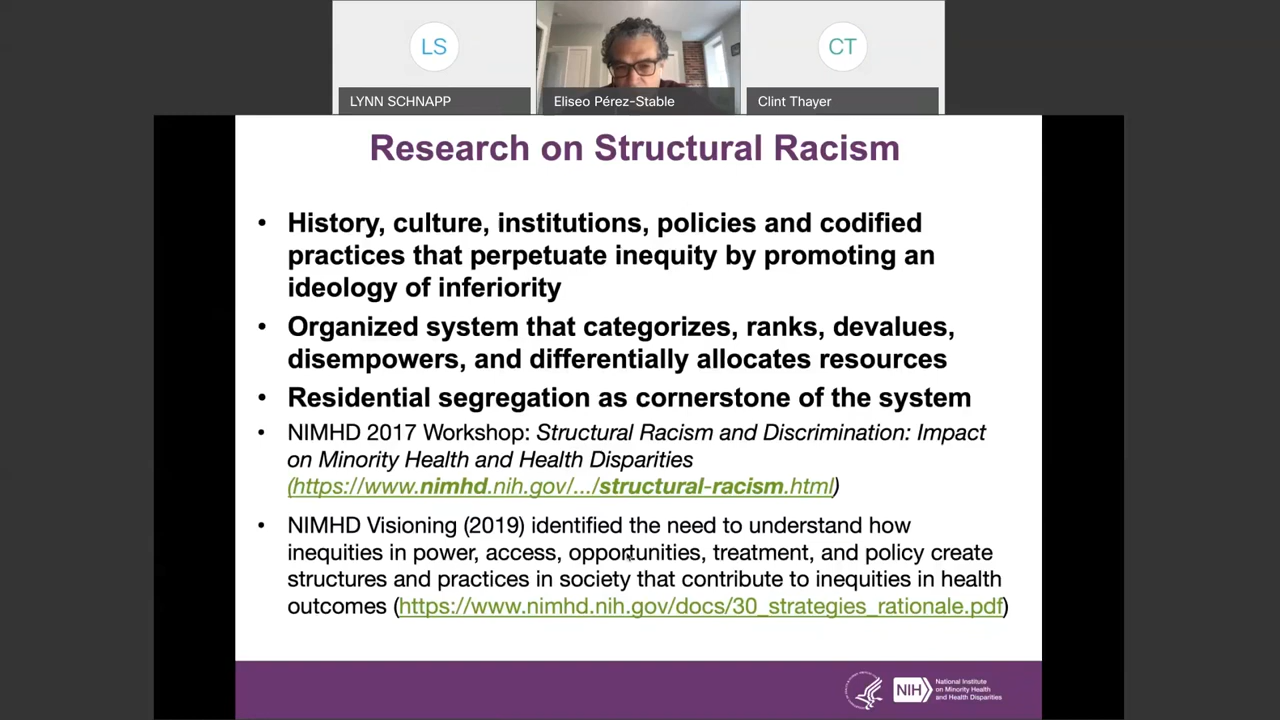 LS
CT
LYNN SCHNAPP
Eliseo Pérez-Stable
Clint Thayer
Research on Structural Racism
• History, culture, institutions, policies and codified
practices that perpetuate inequity by promoting an
ideology of inferiority
• Organized system that categorizes, ranks, devalues,
disempowers, and differentially allocates resources
• Residential segregation as cornerstone of the system
• NIMHD 2017 Workshop: Structural Racism and Discrimination: Impact
on Minority Health and Health Disparities
(https://www.nimhd.nih.gov/.../structural-racism.html)
• NIMHD Visioning (2019) identified the need to understand how
inequities in power, access, opportunities, treatment, and policy create
structures and practices in society that contribute to inequities in health
outcomes (https://www.nimhd.nih.gov/docs/30_strategies_rationale.pdf)
NIH
National Institute
on Minority Health
and Health Disparities